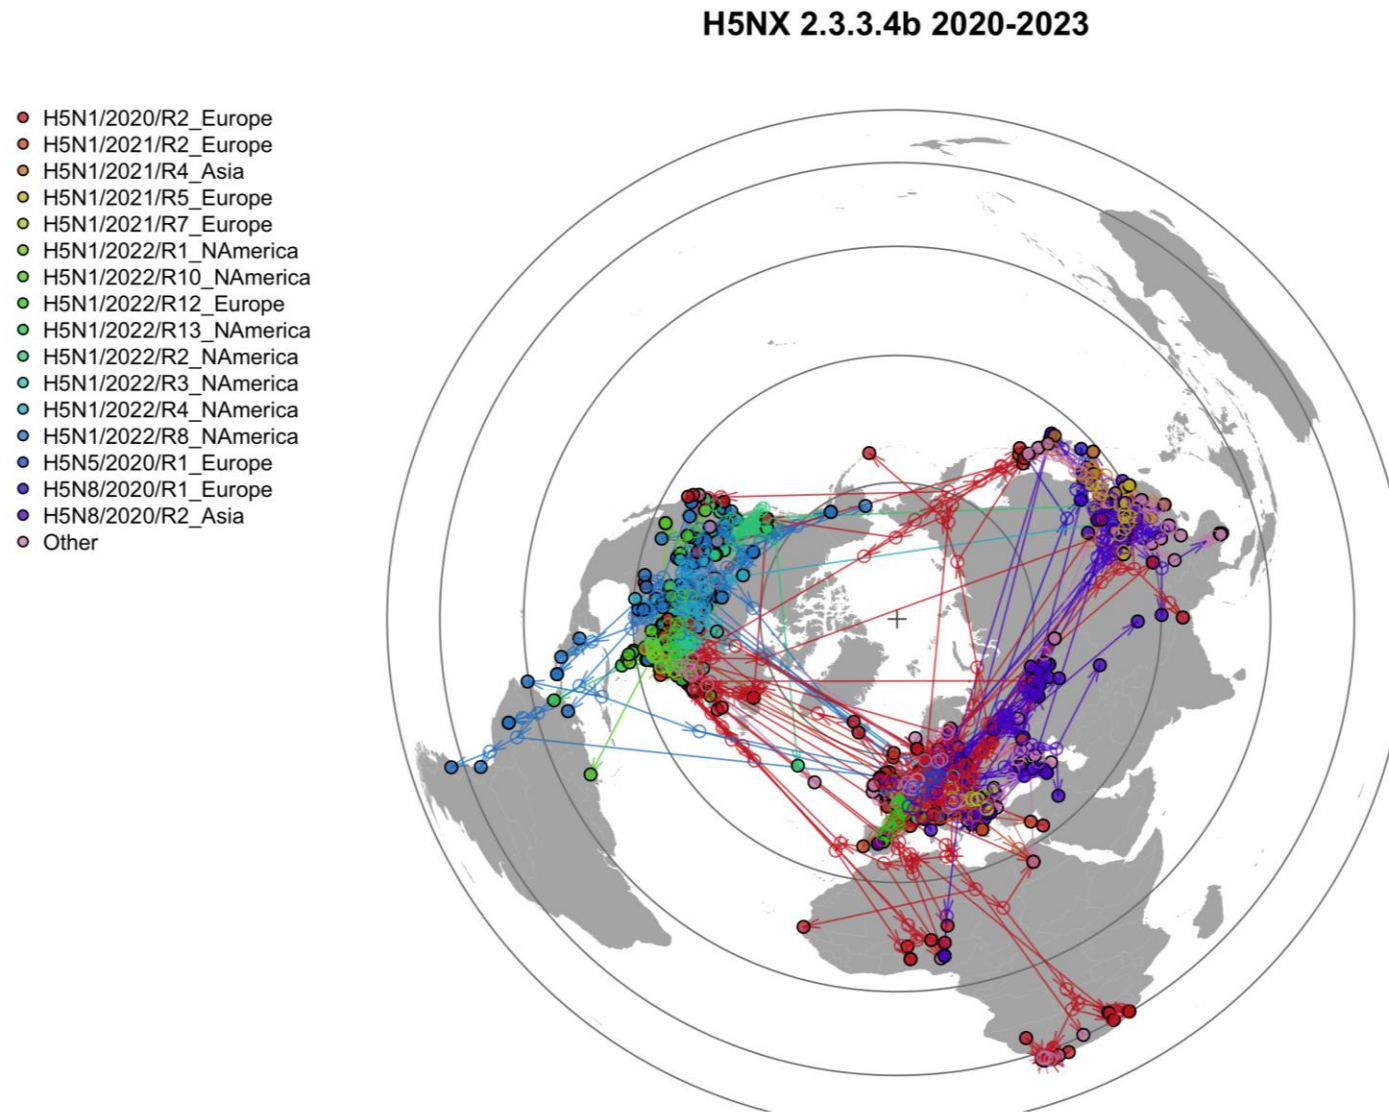 H5NX 2.3.3.4b 2020-2023
H5N1/2020/R2_Europe
H5N1/2021/R2_Europe
H5N1/2021/R4_Asia
H5N1/2021/R5_Europe
H5N1/2021/R7_Europe
H5N1/2022/R1_NAmerica
H5N1/2022/R10_NAmerica
H5N1/2022/R12_Europe
H5N1/2022/R13_NAmerica
H5N1/2022/R2_NAmerica
H5N1/2022/R3_NAmerica
H5N1/2022/R4_NAmerica
H5N1/2022/R8_NAmerica
H5N5/2020/R1_Europe
H5N8/2020/R1_Europe
H5N8/2020/R2_Asia
Other